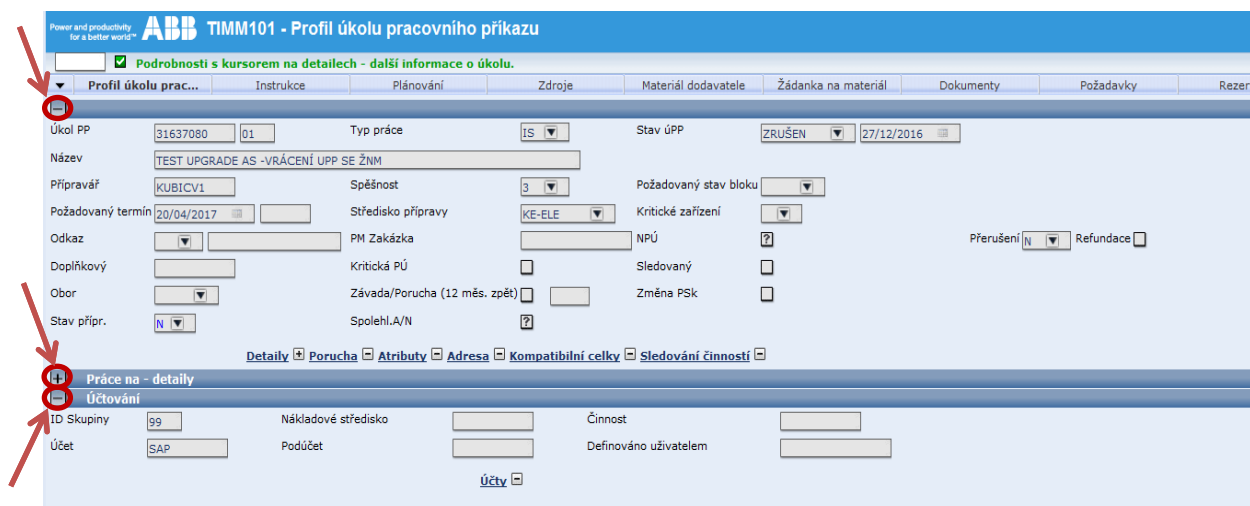 Power and productivity
for a better world™ ABB TIMM101 - Profil úkolu pracovního příkazu
Podrobnosti s kursorem na detailech - další informace o úkolu.
Profil úkolu prac... Instrukce Plánování Zdroje Materiál dodavatele Žádanka na materiál Dokumenty Požadavky Rezer
Úkol PP 31637080 01 Typ práce IS Stav úPP ZRUŠEN 27/12/2016
Název TEST UPGRADE AS -VRÁCENÍ UPP SE ŽNM
Přípravář KUBICV1 Spěšnost 3 Požadovaný stav bloku
Požadovaný termín 20/04/2017 Středisko přípravy KE-ELE Kritické zařízení
Odkaz PM Zakázka NPÚ ? Přerušení N Refundace
Doplňkový Kritická PÚ Sledovaný
Obor Závada/Porucha (12 měs. zpět) Změna PSk
Stav přípr. N Spolehl.A/N ?
Detaily + Porucha - Atributy - Adresa - Kompatibilní celky - Sledování činností -
+ Práce na - detaily
- Účtování
ID Skupiny 99 Nákladové středisko Činnost
Účet SAP Podúčet Definováno uživatelem
Účty -